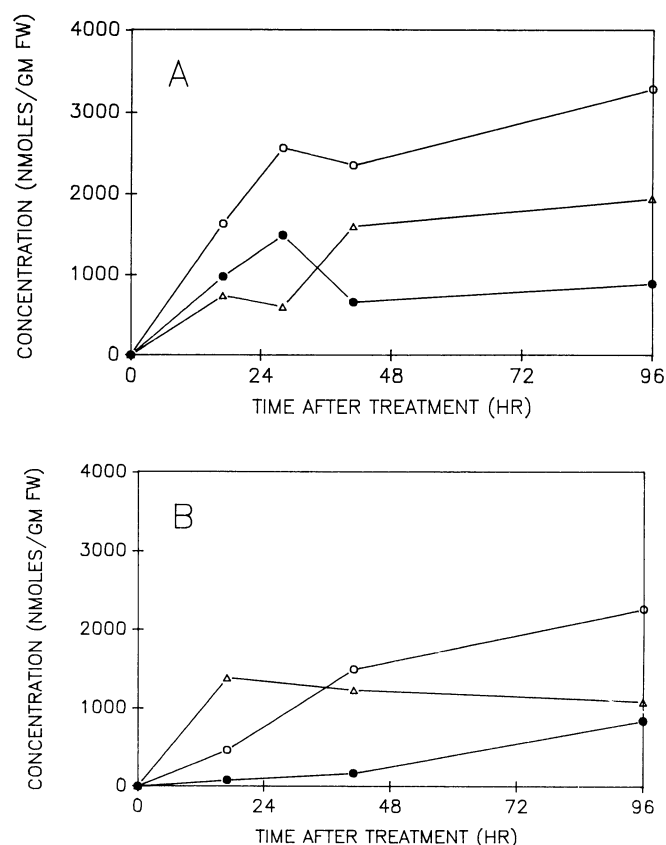 4000
A
3000
2000
1000
0
CONCENTRATION (NMOLES/GM FW)
0 24 48 72 96
TIME AFTER TREATMENT (HR)
4000
B
3000
2000
1000
0
CONCENTRATION (NMOLES/GM FW)
0 24 48 72 96
TIME AFTER TREATMENT (HR)